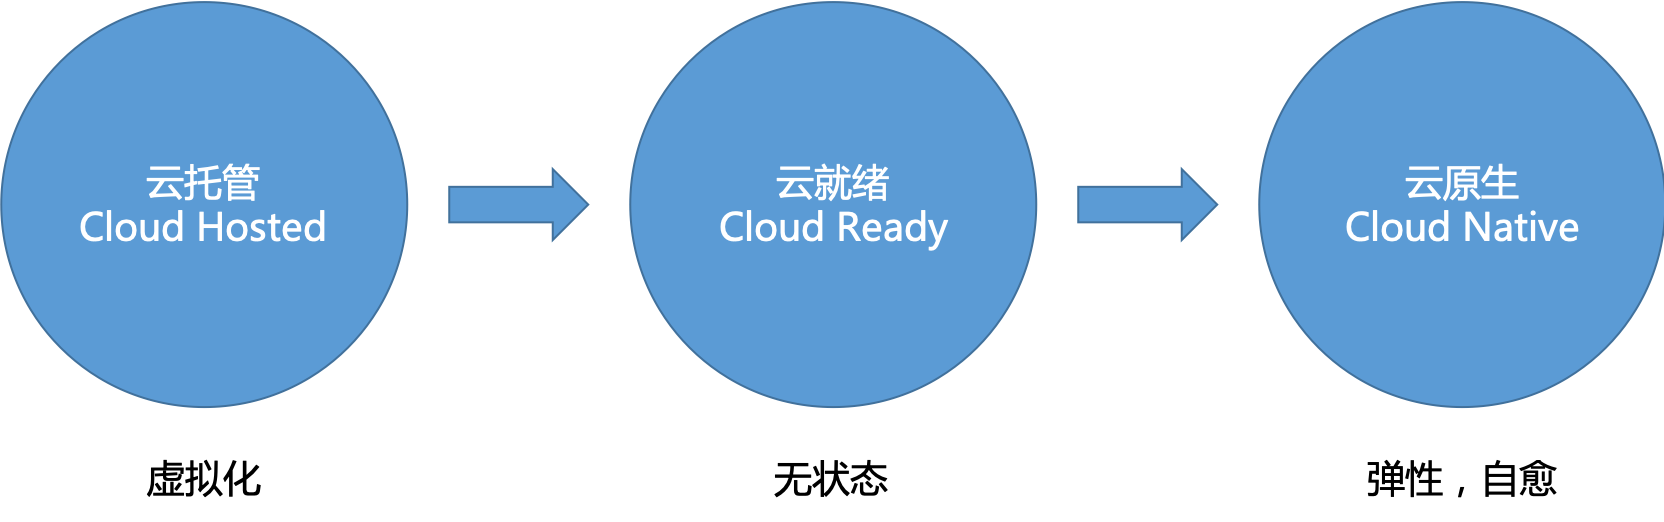 云托管
Cloud Hosted
云就绪
Cloud Ready
云原生
Cloud Native
虚拟化
无状态
弹性，自愈